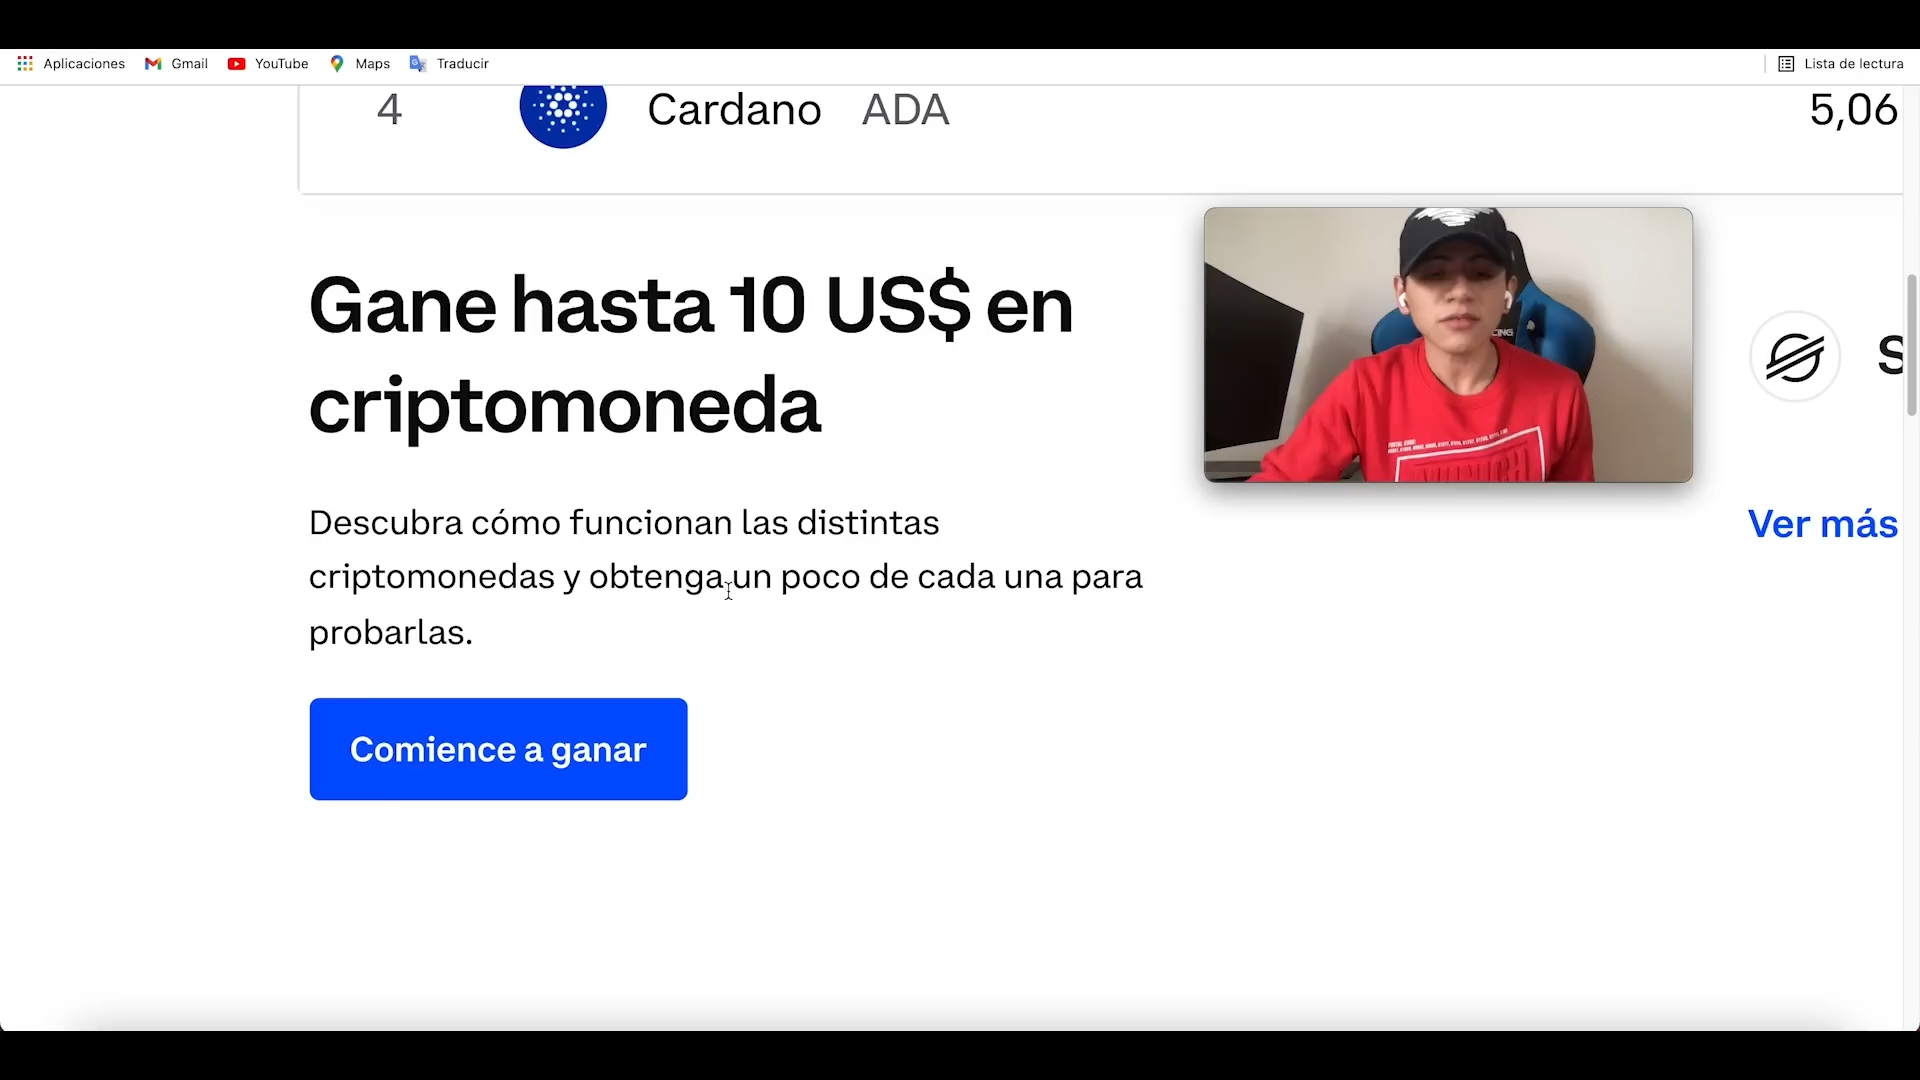 Aplicaciones Gmail YouTube Maps Traducir Lista de lectura
4 Cardano ADA 5,06
Gane hasta 10 US$ en
criptomoneda
S
Descubra cómo funcionan las distintas
criptomonedas y obtenga un poco de cada una para
probarlas.
Ver más
Comience a ganar